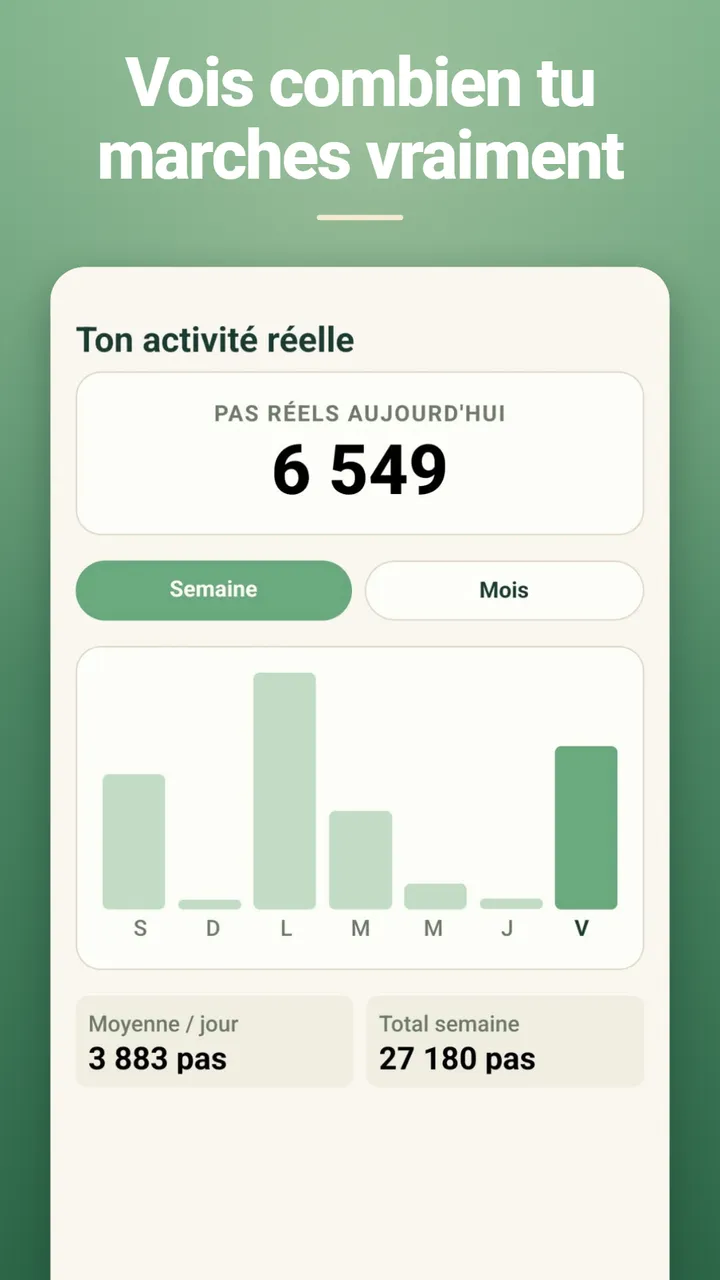 Vois combien tu
marches vraiment
Ton activité réelle
PAS RÉELS AUJOURD'HUI
6 549
Semaine
Mois
S D L M M J V
Moyenne / jour
3 883 pas
Total semaine
27 180 pas